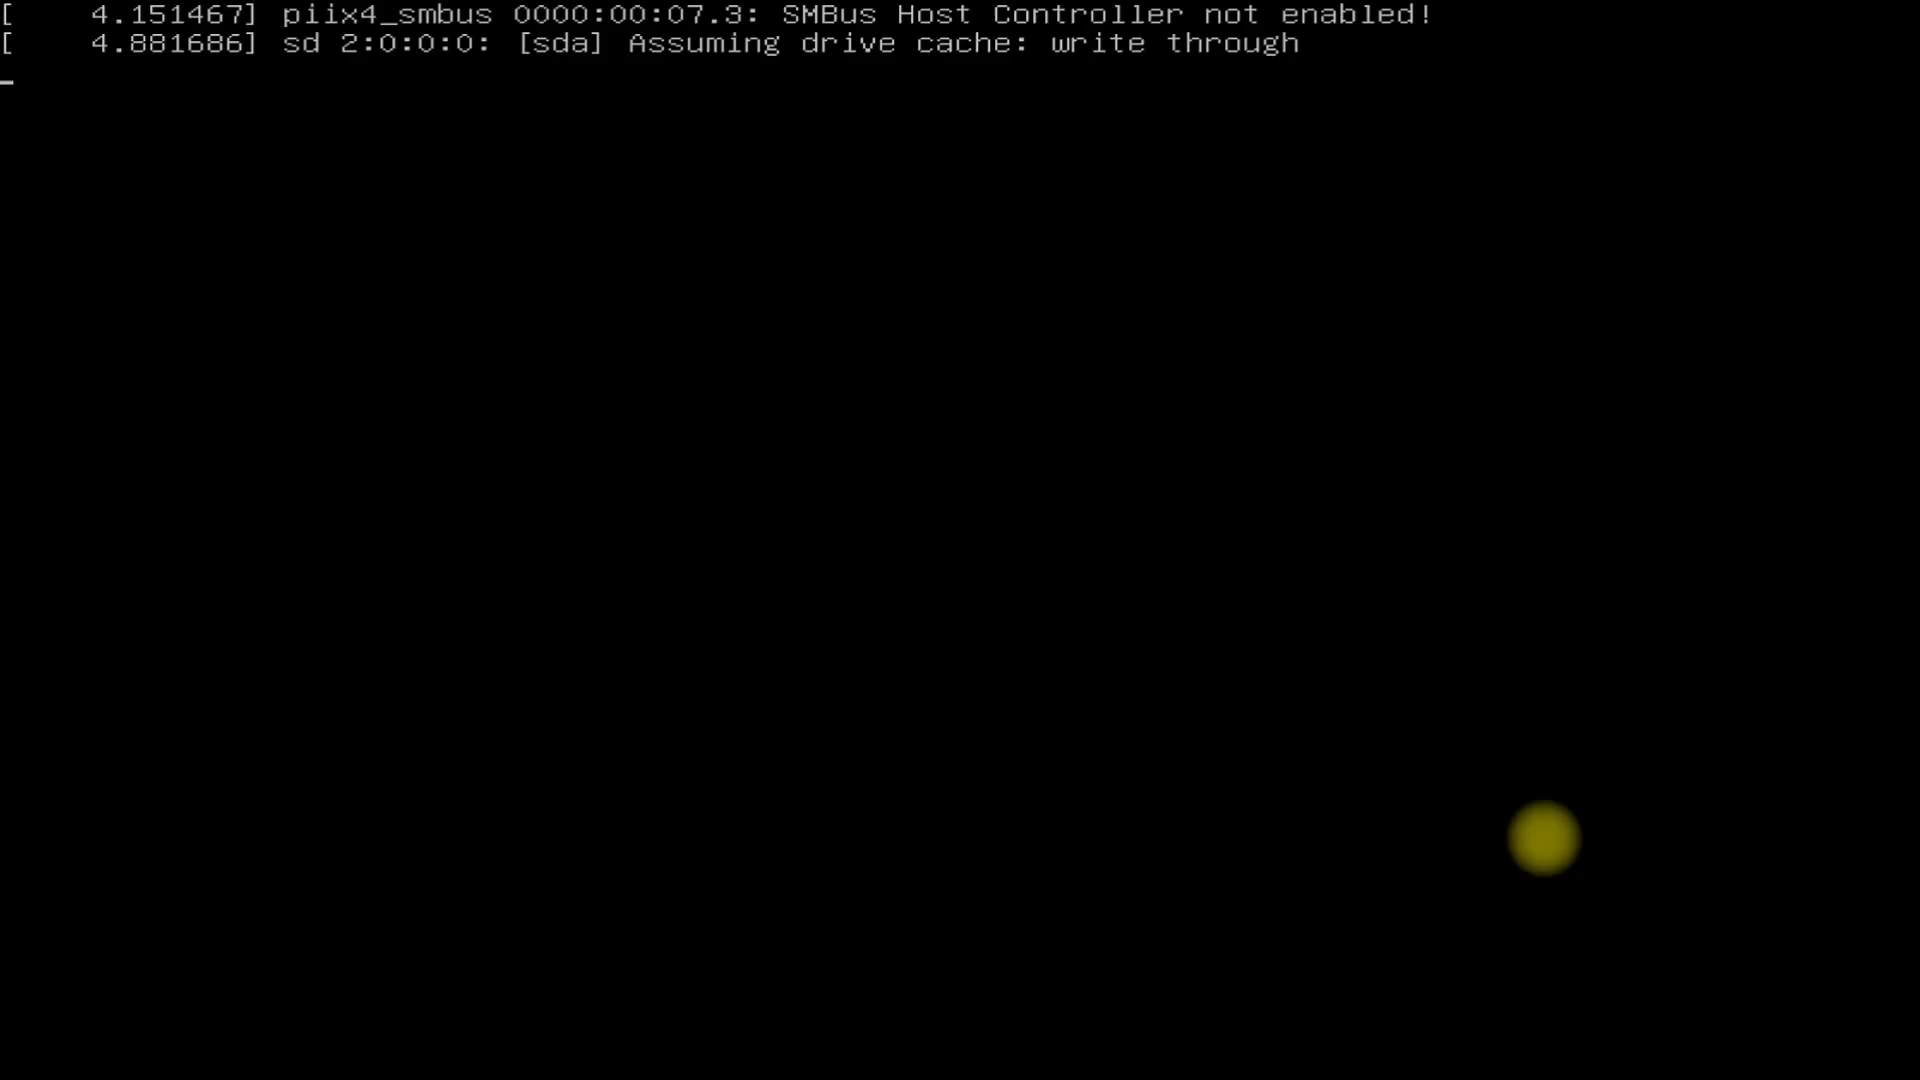 [    4.151467] piix4_smbus 0000:00:07.3: SMBus Host Controller not enabled!
[    4.881686] sd 2:0:0:0: [sda] Assuming drive cache: write through